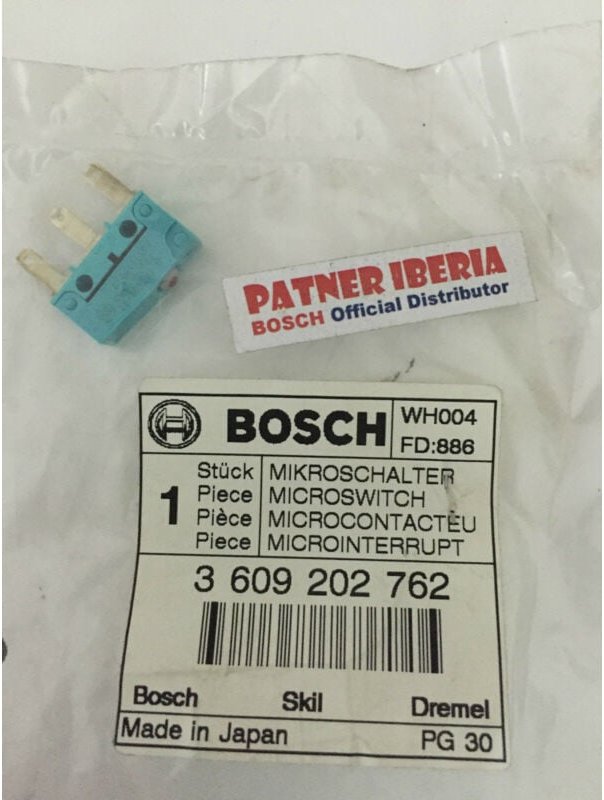 PATNER IBERIA
BOSCH Official Distributor
BOSCH
WH004
FD:886
1
Stück MIKROSCHALTER
Piece MICROSWITCH
Pièce MICROCONTACTEU
Piece MICROINTERRUPT
3 609 202 762
Bosch Skil Dremel
Made in Japan PG 30